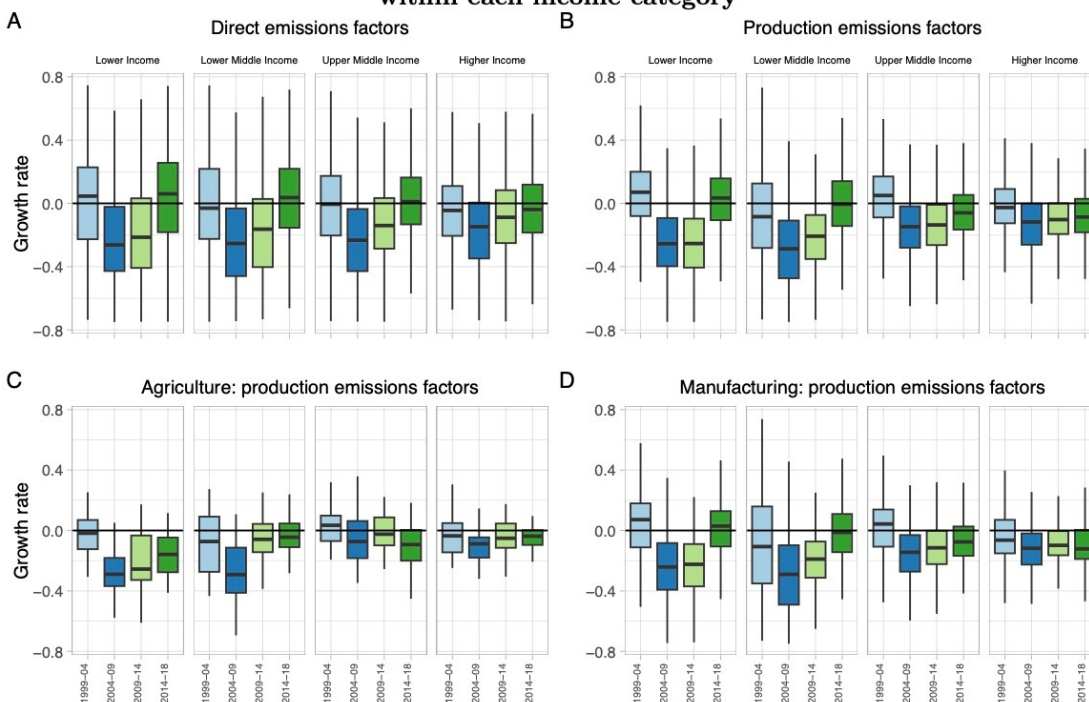 within each income category
A
Direct emissions factors
Lower Income
Lower Middle Income
Upper Middle Income
Higher Income
Growth rate
0.8
0.4
0.0
−0.4
−0.8
B
Production emissions factors
Lower Income
Lower Middle Income
Upper Middle Income
Higher Income
0.8
0.4
0.0
−0.4
−0.8
C
Agriculture: production emissions factors
Growth rate
0.8
0.4
0.0
−0.4
−0.8
1999−04
2004−09
2009−14
2014−18
1999−04
2004−09
2009−14
2014−18
1999−04
2004−09
2009−14
2014−18
1999−04
2004−09
2009−14
2014−18
D
Manufacturing: production emissions factors
0.8
0.4
0.0
−0.4
−0.8
1999−04
2004−09
2009−14
2014−18
1999−04
2004−09
2009−14
2014−18
1999−04
2004−09
2009−14
2014−18
1999−04
2004−09
2009−14
2014−18